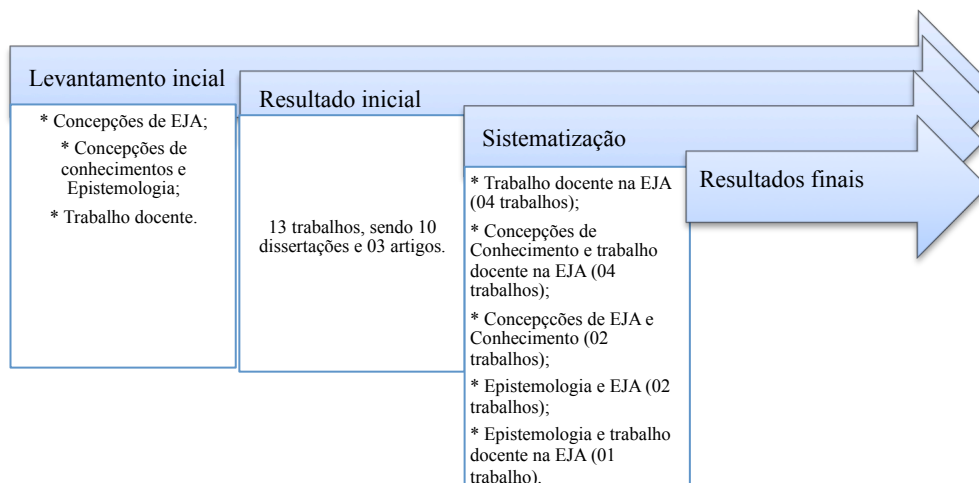 Levantamento incial
* Concepções de EJA;
* Concepções de
conhecimentos e
Epistemologia;
* Trabalho docente.
Resultado inicial
13 trabalhos, sendo 10
dissertações e 03 artigos.
Sistematização
* Trabalho docente na EJA
(04 trabalhos);
* Concepções de
Conhecimento e trabalho
docente na EJA (04
trabalhos);
* Concepçcões de EJA e
Conhecimento (02
trabalhos);
* Epistemologia e EJA (02
trabalhos);
* Epistemologia e trabalho
docente na EJA (01
trabalho).
Resultados finais